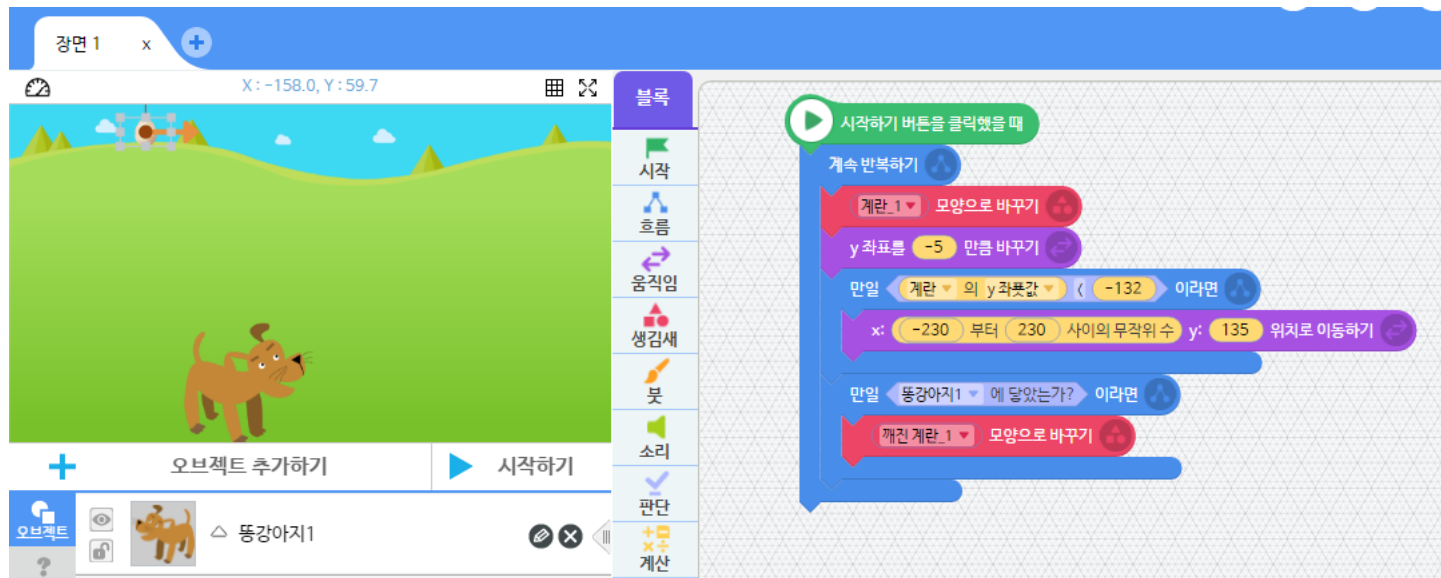 장면 1 x
X : -158.0, Y : 59.7
블록
시작
흐름
움직임
생김새
붓
소리
판단
계산
시작하기 버튼을 클릭했을 때
계속 반복하기
계란_1 모양으로 바꾸기
y 좌표를 -5 만큼 바꾸기
만일 계란 의 y 좌푯값 < -132 이라면
x: -230 부터 230 사이의 무작위 수 y: 135 위치로 이동하기
만일 똥강아지1 에 닿았는가? 이라면
깨진 계란_1 모양으로 바꾸기
+ 오브젝트 추가하기 시작하기
오브젝트
똥강아지1
?